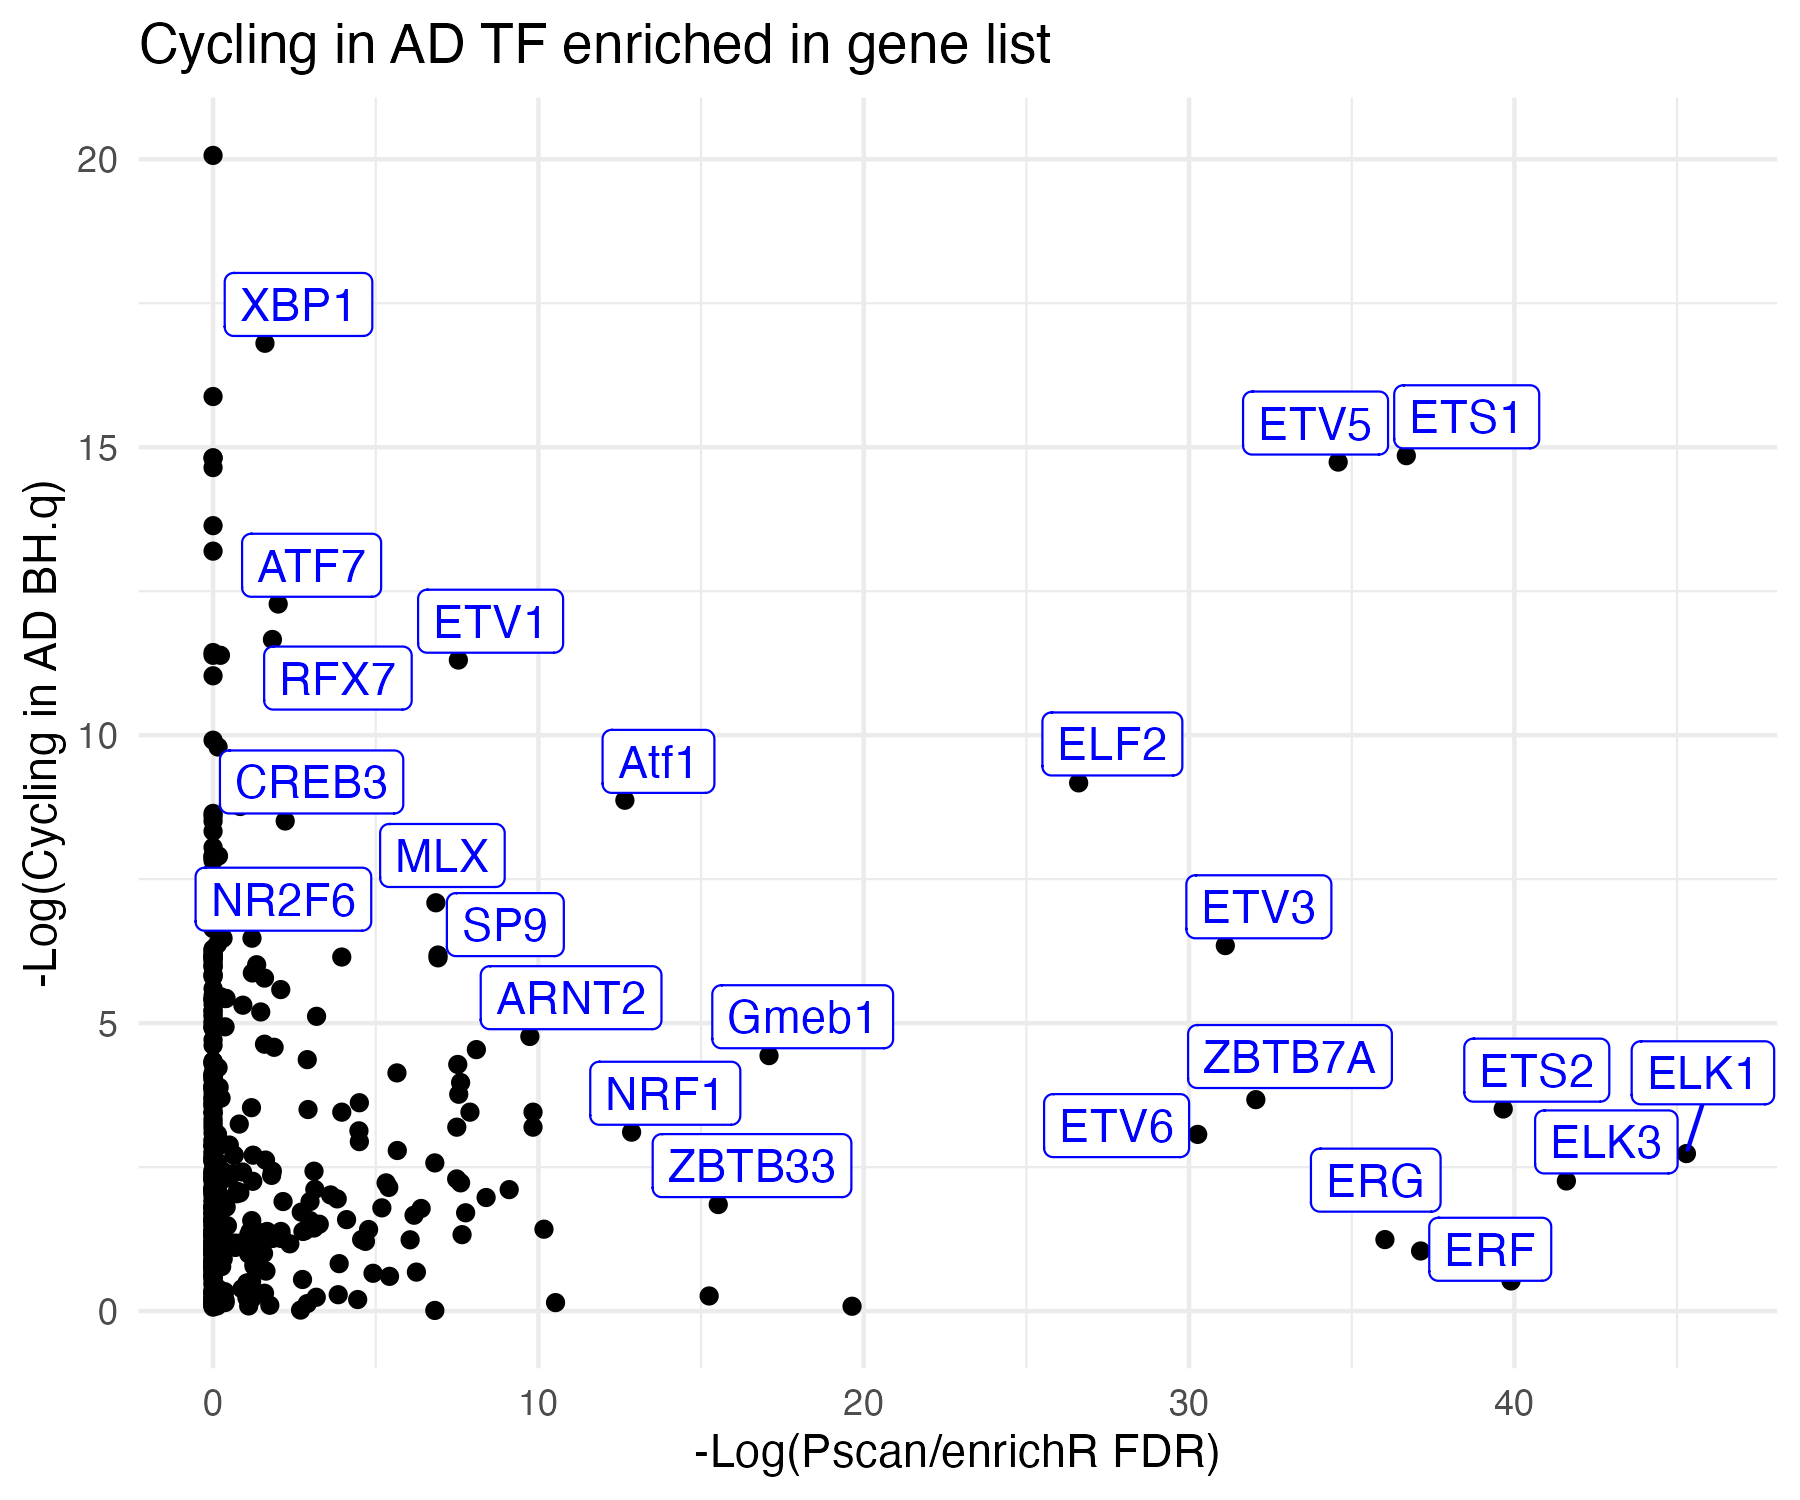 Cycling in AD TF enriched in gene list
20
XBP1
15
ETV5
ETS1
ATF7
ETV1
RFX7
10
ELF2
Atf1
CREB3
MLX
NR2F6
ETV3
SP9
ARNT2
Gmeb1
5
ZBTB7A
ETS2
ELK1
NRF1
ETV6
ELK3
ZBTB33
ERG
ERF
0
-Log(Cycling in AD BH.q)
0
10
20
30
40
-Log(Pscan/enrichR FDR)